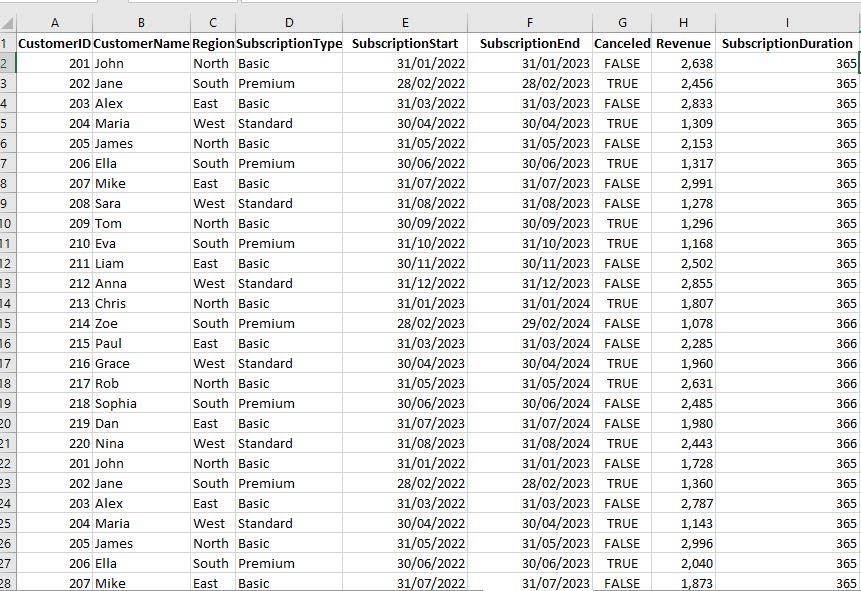 A B C D E F G H I
1 CustomerID CustomerName Region SubscriptionType SubscriptionStart SubscriptionEnd Canceled Revenue SubscriptionDuration
2 201 John North Basic 31/01/2022 31/01/2023 FALSE 2,638 365
3 202 Jane South Premium 28/02/2022 28/02/2023 TRUE 2,456 365
4 203 Alex East Basic 31/03/2022 31/03/2023 FALSE 2,833 365
5 204 Maria West Standard 30/04/2022 30/04/2023 TRUE 1,309 365
6 205 James North Basic 31/05/2022 31/05/2023 FALSE 2,153 365
7 206 Ella South Premium 30/06/2022 30/06/2023 TRUE 1,317 365
8 207 Mike East Basic 31/07/2022 31/07/2023 FALSE 2,991 365
9 208 Sara West Standard 31/08/2022 31/08/2023 FALSE 1,278 365
10 209 Tom North Basic 30/09/2022 30/09/2023 TRUE 1,296 365
11 210 Eva South Premium 31/10/2022 31/10/2023 TRUE 1,168 365
12 211 Liam East Basic 30/11/2022 30/11/2023 FALSE 2,502 365
13 212 Anna West Standard 31/12/2022 31/12/2023 FALSE 2,855 365
14 213 Chris North Basic 31/01/2023 31/01/2024 TRUE 1,807 365
15 214 Zoe South Premium 28/02/2023 29/02/2024 FALSE 1,078 366
16 215 Paul East Basic 31/03/2023 31/03/2024 FALSE 2,285 366
17 216 Grace West Standard 30/04/2023 30/04/2024 TRUE 1,960 366
18 217 Rob North Basic 31/05/2023 31/05/2024 TRUE 2,631 366
19 218 Sophia South Premium 30/06/2023 30/06/2024 FALSE 2,485 366
20 219 Dan East Basic 31/07/2023 31/07/2024 FALSE 1,980 366
21 220 Nina West Standard 31/08/2023 31/08/2024 TRUE 2,443 366
22 201 John North Basic 31/01/2022 31/01/2023 FALSE 1,728 365
23 202 Jane South Premium 28/02/2022 28/02/2023 TRUE 1,360 365
24 203 Alex East Basic 31/03/2022 31/03/2023 FALSE 2,787 365
25 204 Maria West Standard 30/04/2022 30/04/2023 TRUE 1,143 365
26 205 James North Basic 31/05/2022 31/05/2023 FALSE 2,996 365
27 206 Ella South Premium 30/06/2022 30/06/2023 TRUE 2,040 365
28 207 Mike East Basic 31/07/2022 31/07/2023 FALSE 1,873 365